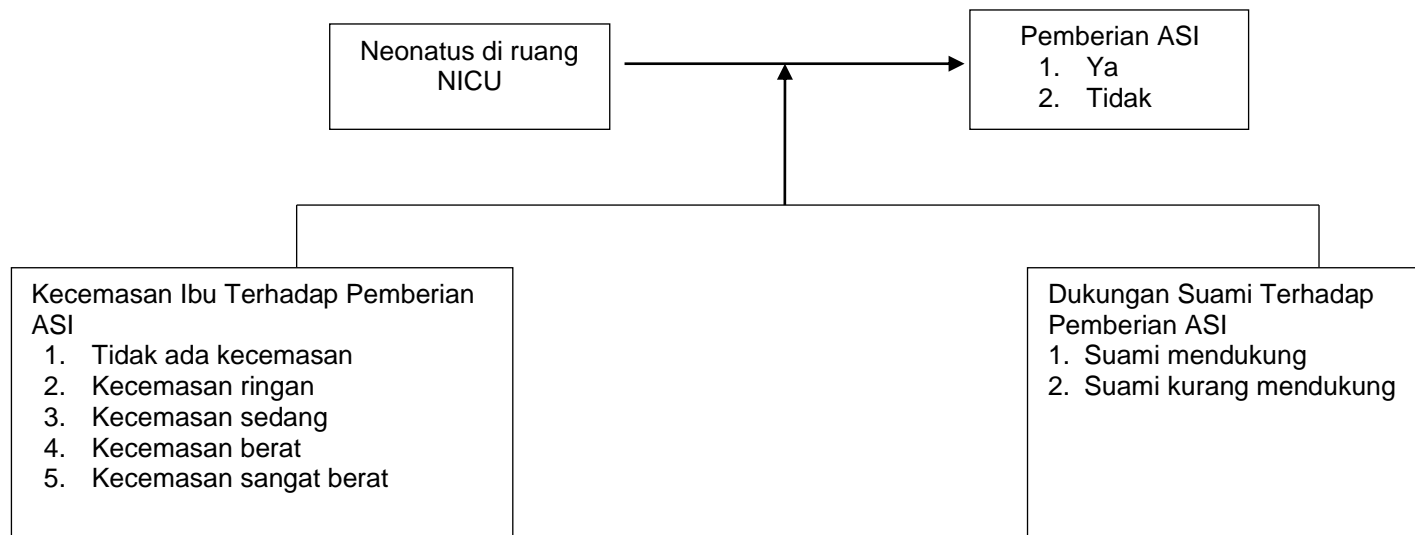 Neonatus di ruang
NICU
Pemberian ASI
1. Ya
2. Tidak
Kecemasan Ibu Terhadap Pemberian
ASI
1. Tidak ada kecemasan
2. Kecemasan ringan
3. Kecemasan sedang
4. Kecemasan berat
5. Kecemasan sangat berat
Dukungan Suami Terhadap
Pemberian ASI
1. Suami mendukung
2. Suami kurang mendukung